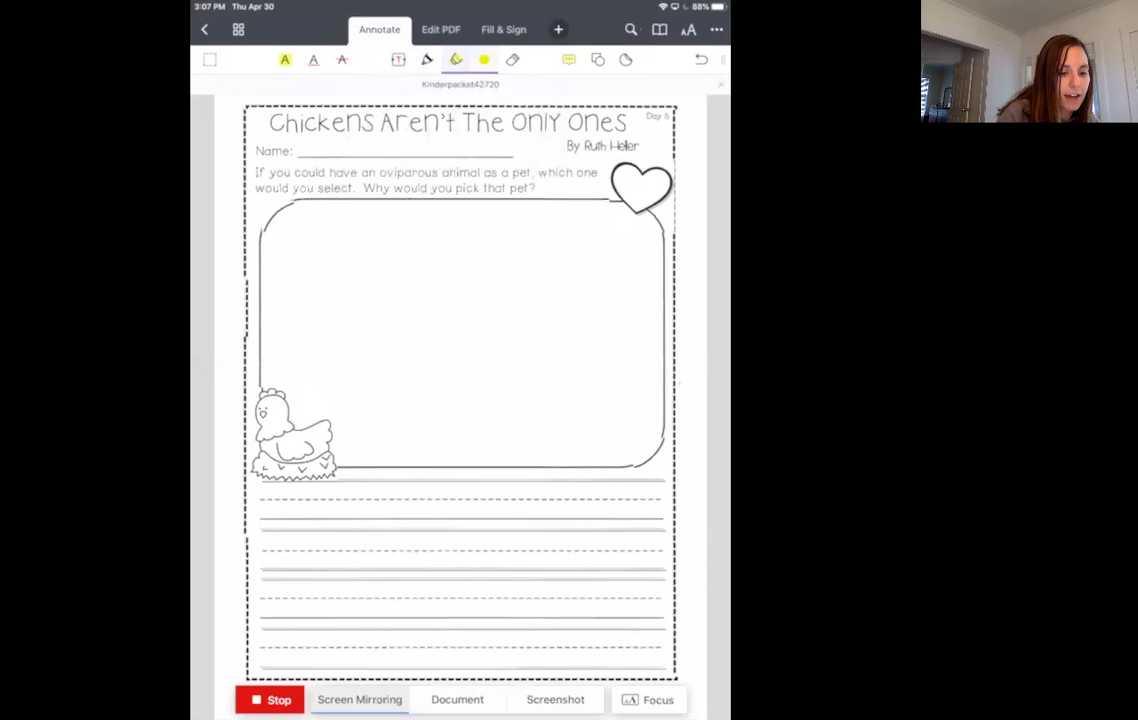 3:07 PM Thu Apr 30
88%
Annotate
Edit PDF
Fill & Sign
Kinderpacket42720
Chickens Aren't The Only Ones
Day 5
By Ruth Heller
Name:
If you could have an oviparous animal as a pet, which one
would you select. Why would you pick that pet?
Stop
Screen Mirroring
Document
Screenshot
Focus